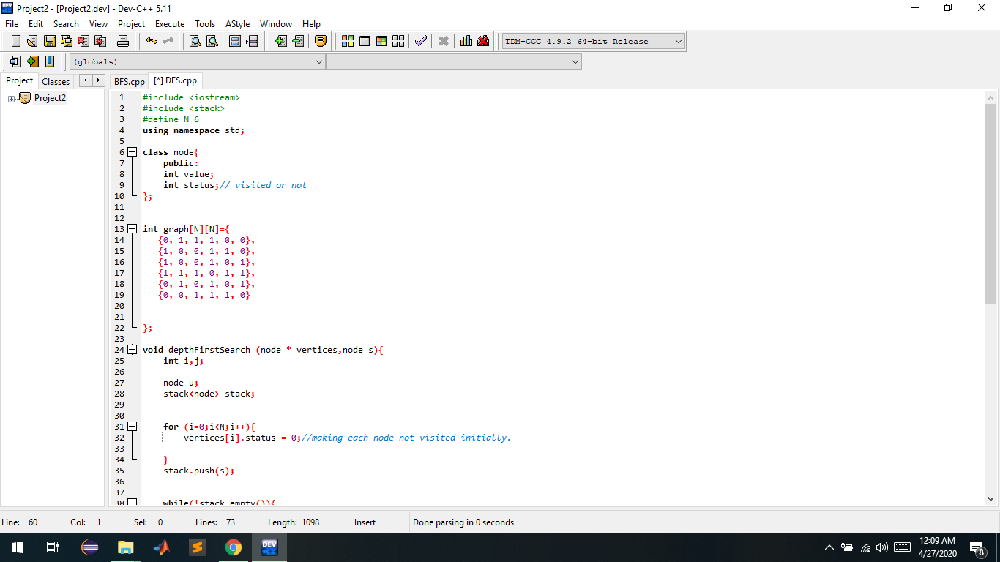 Project2 - [Project2.dev] - Dev-C++ 5.11
File Edit Search View Project Execute Tools AStyle Window Help
TDM-GCC 4.9.2 64-bit Release
(globals)
Project Classes
BFS.cpp [*] DFS.cpp
Project2
1 #include <iostream>
2 #include <stack>
3 #define N 6
4 using namespace std;
5
6 class node{
7 public:
8 int value;
9 int status;// visited or not
10 };
11
12
13 int graph[N][N]={
14 {0, 1, 1, 1, 0, 0},
15 {1, 0, 0, 1, 1, 0},
16 {1, 0, 0, 1, 0, 1},
17 {1, 1, 1, 0, 1, 1},
18 {0, 1, 0, 1, 0, 1},
19 {0, 0, 1, 1, 1, 0}
20
21
22 };
23
24 void depthFirstSearch (node * vertices,node s){
25 int i,j;
26
27 node u;
28 stack<node> stack;
29
30
31 for (i=0;i<N;i++){
32 vertices[i].status = 0;//making each node not visited initially.
33
34 }
35 stack.push(s);
36
37
38 while(!stack.empty()){
Line: 60 Col: 1 Sel: 0 Lines: 73 Length: 1098 Insert Done parsing in 0 seconds
DEV
12:09 AM
4/27/2020
8